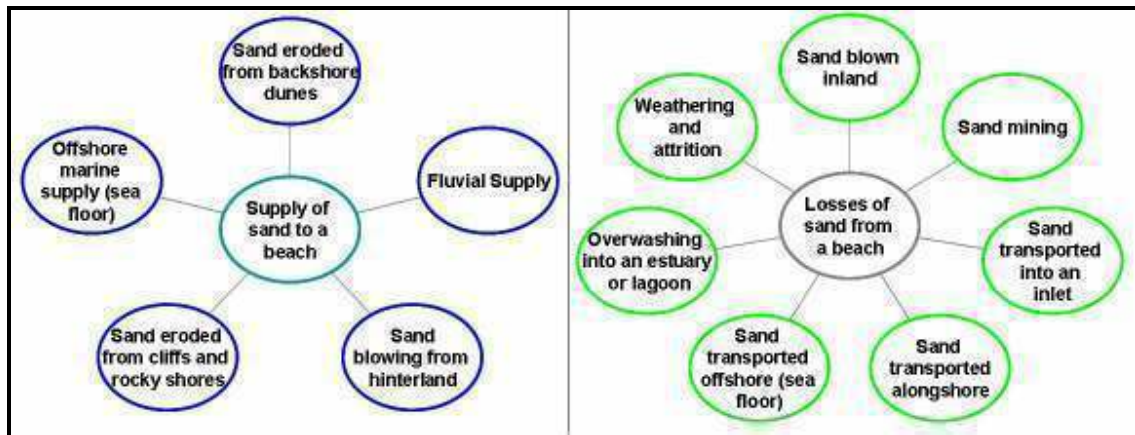 Sand eroded
from backshore
dunes
Offshore
marine
supply (sea
floor)
Fluvial Supply
Supply of
sand to a
beach
Sand eroded
from cliffs and
rocky shores
Sand
blowing from
hinterland
Sand blown
inland
Weathering
and
attrition
Sand mining
Losses of
sand from
a beach
Overwashing
into an estuary
or lagoon
Sand
transported
into an
inlet
Sand
transported
offshore (sea
floor)
Sand
transported
alongshore